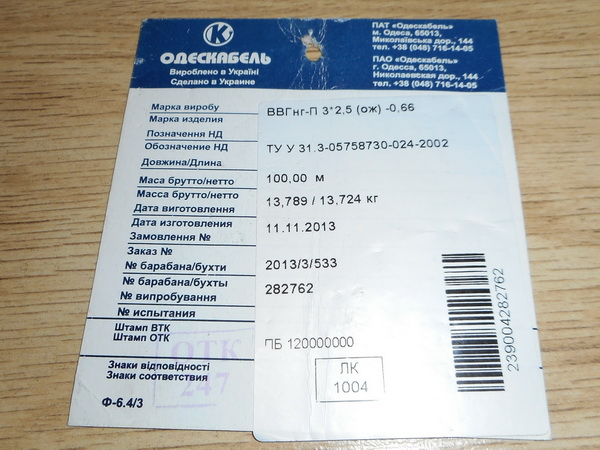 К
ОДЕСКАБЕЛЬ
Вироблено в Україні
Сделано в Украине
ПАТ «Одескабель»
м. Одеса, 65013,
Миколаївська дор., 144
тел. +38 (048) 716-14-05
ПАО «Одескабель»
г. Одесса, 65013,
Николаевская дор., 144
тел. +38 (048) 716-14-05
Марка виробу
Марка изделия
ВВГнг-П 3*2,5 (ож) -0,66
Позначення НД
Обозначение НД
ТУ У 31.3-05758730-024-2002
Довжина/Длина
100,00 м
Маса брутто/нетто
Масса брутто/нетто
13,789 / 13,724 кг
Дата виготовлення
Дата изготовления
11.11.2013
Замовлення №
Заказ №
2013/3/533
№ барабана/бухти
№ барабана/бухты
282762
№ випробування
№ испытания
Штамп ВТК
Штамп ОТК
ОТК
247
ПБ 120000000
ЛК
1004
Знаки відповідності
Знаки соответствия
Ф-6.4/3
239004282762